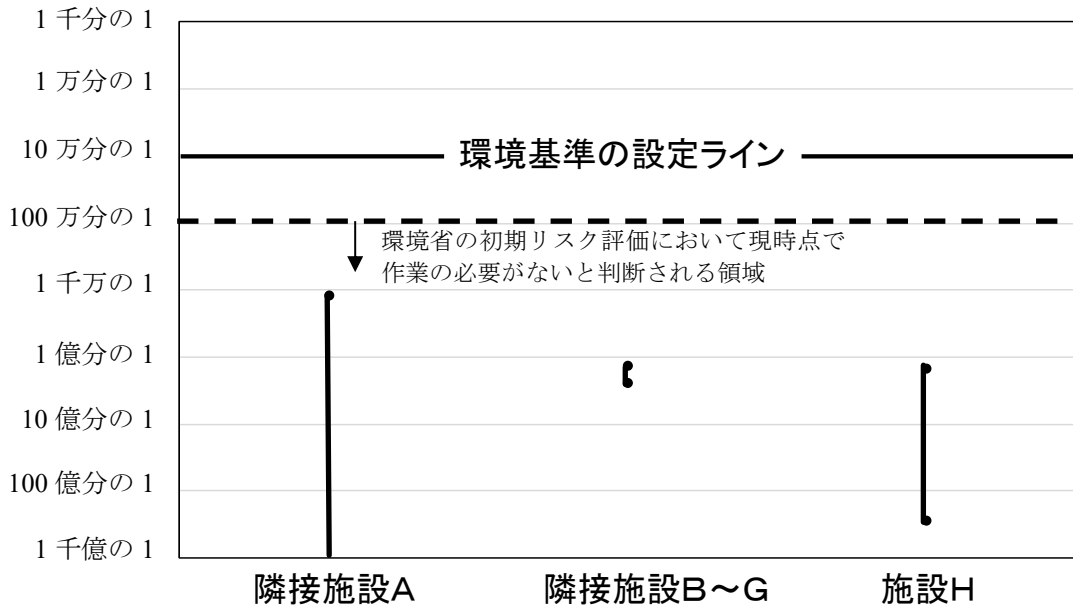 1 千分の 1
1 万分の 1
10 万分の 1
環境基準の設定ライン
100 万分の 1
環境省の初期リスク評価において現時点で
作業の必要がないと判断される領域
1 千万の 1
1 億分の 1
10 億分の 1
100 億分の 1
1 千億の 1
隣接施設A
隣接施設B～G
施設H